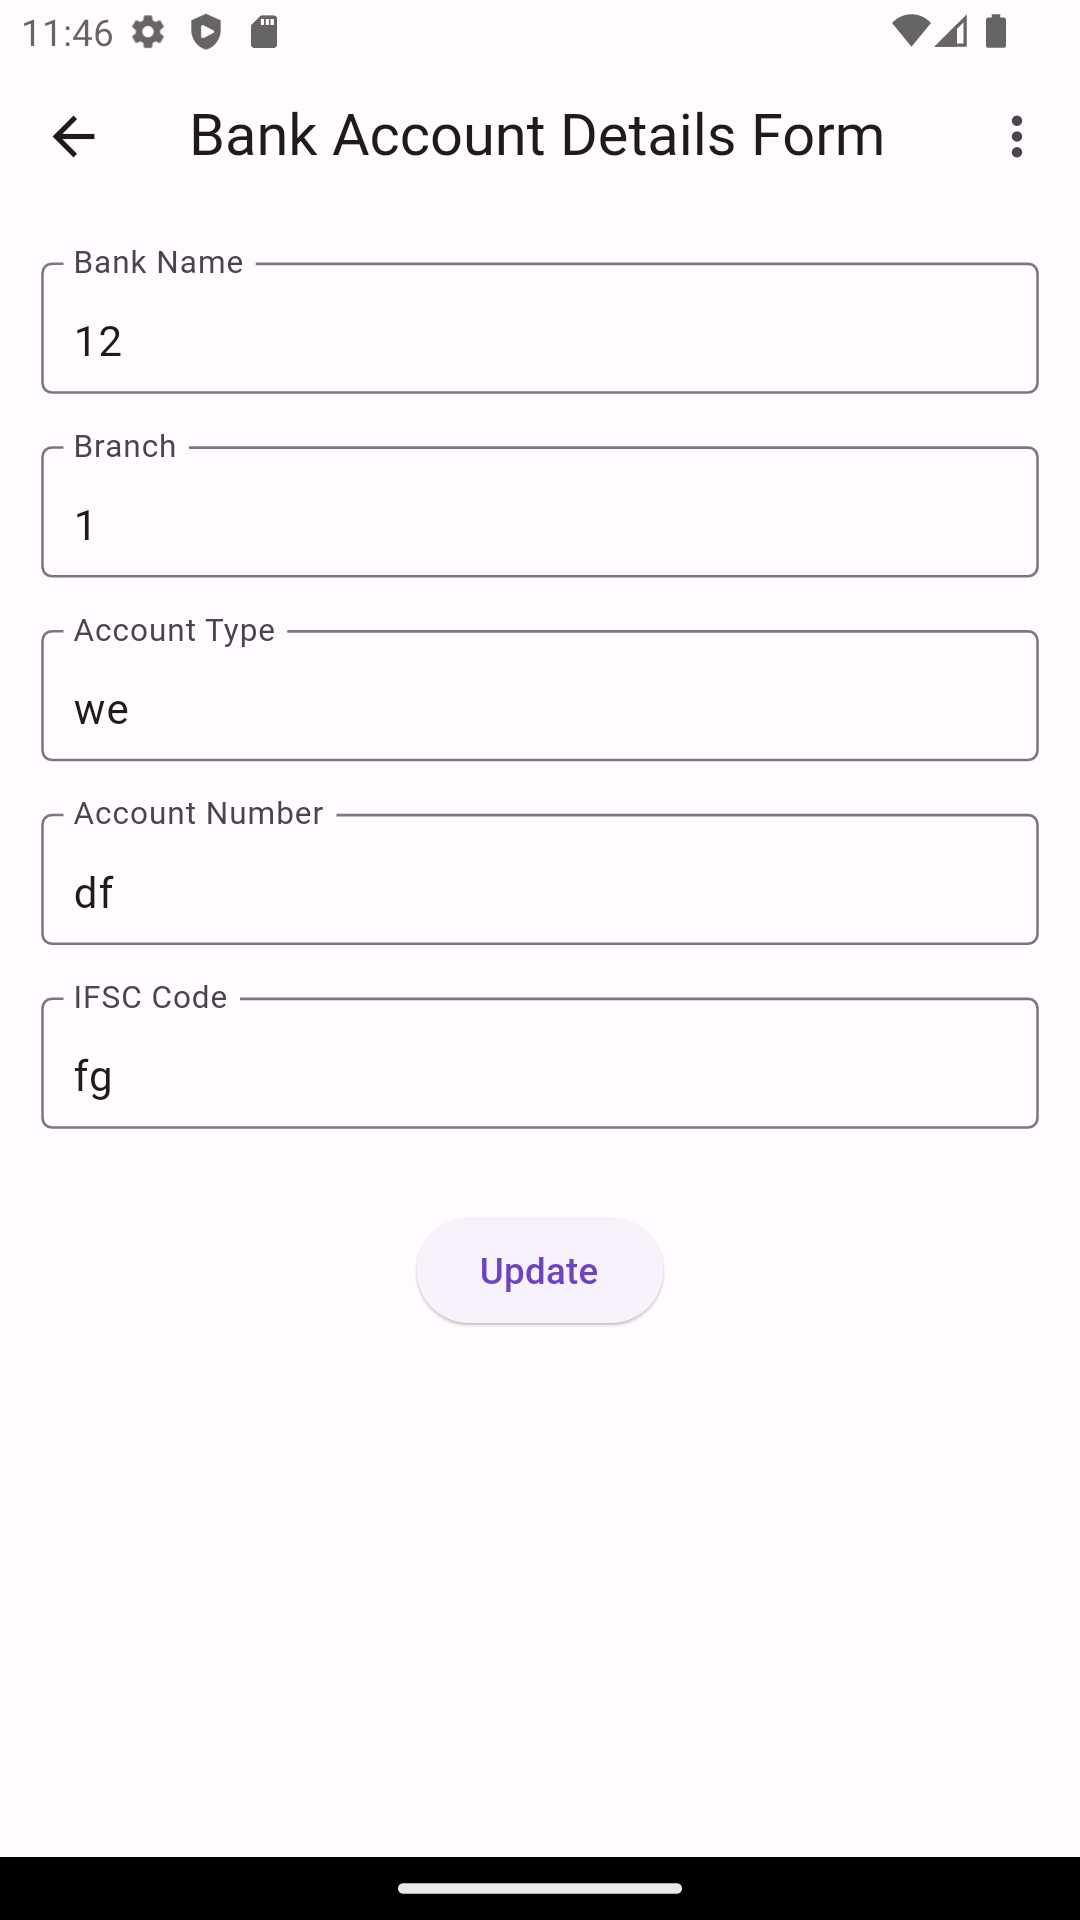 11:46
Bank Account Details Form
Bank Name
12
Branch
1
Account Type
we
Account Number
df
IFSC Code
fg
Update